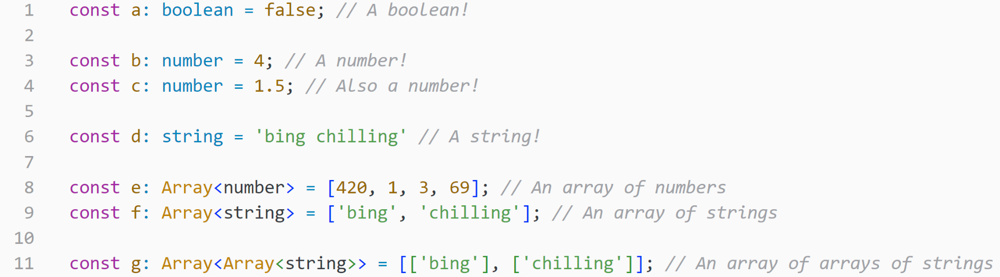 1 const a: boolean = false; // A boolean!
2
3 const b: number = 4; // A number!
4 const c: number = 1.5; // Also a number!
5
6 const d: string = 'bing chilling' // A string!
7
8 const e: Array<number> = [420, 1, 3, 69]; // An array of numbers
9 const f: Array<string> = ['bing', 'chilling']; // An array of strings
10
11 const g: Array<Array<string>> = [['bing'], ['chilling']]; // An array of arrays of strings